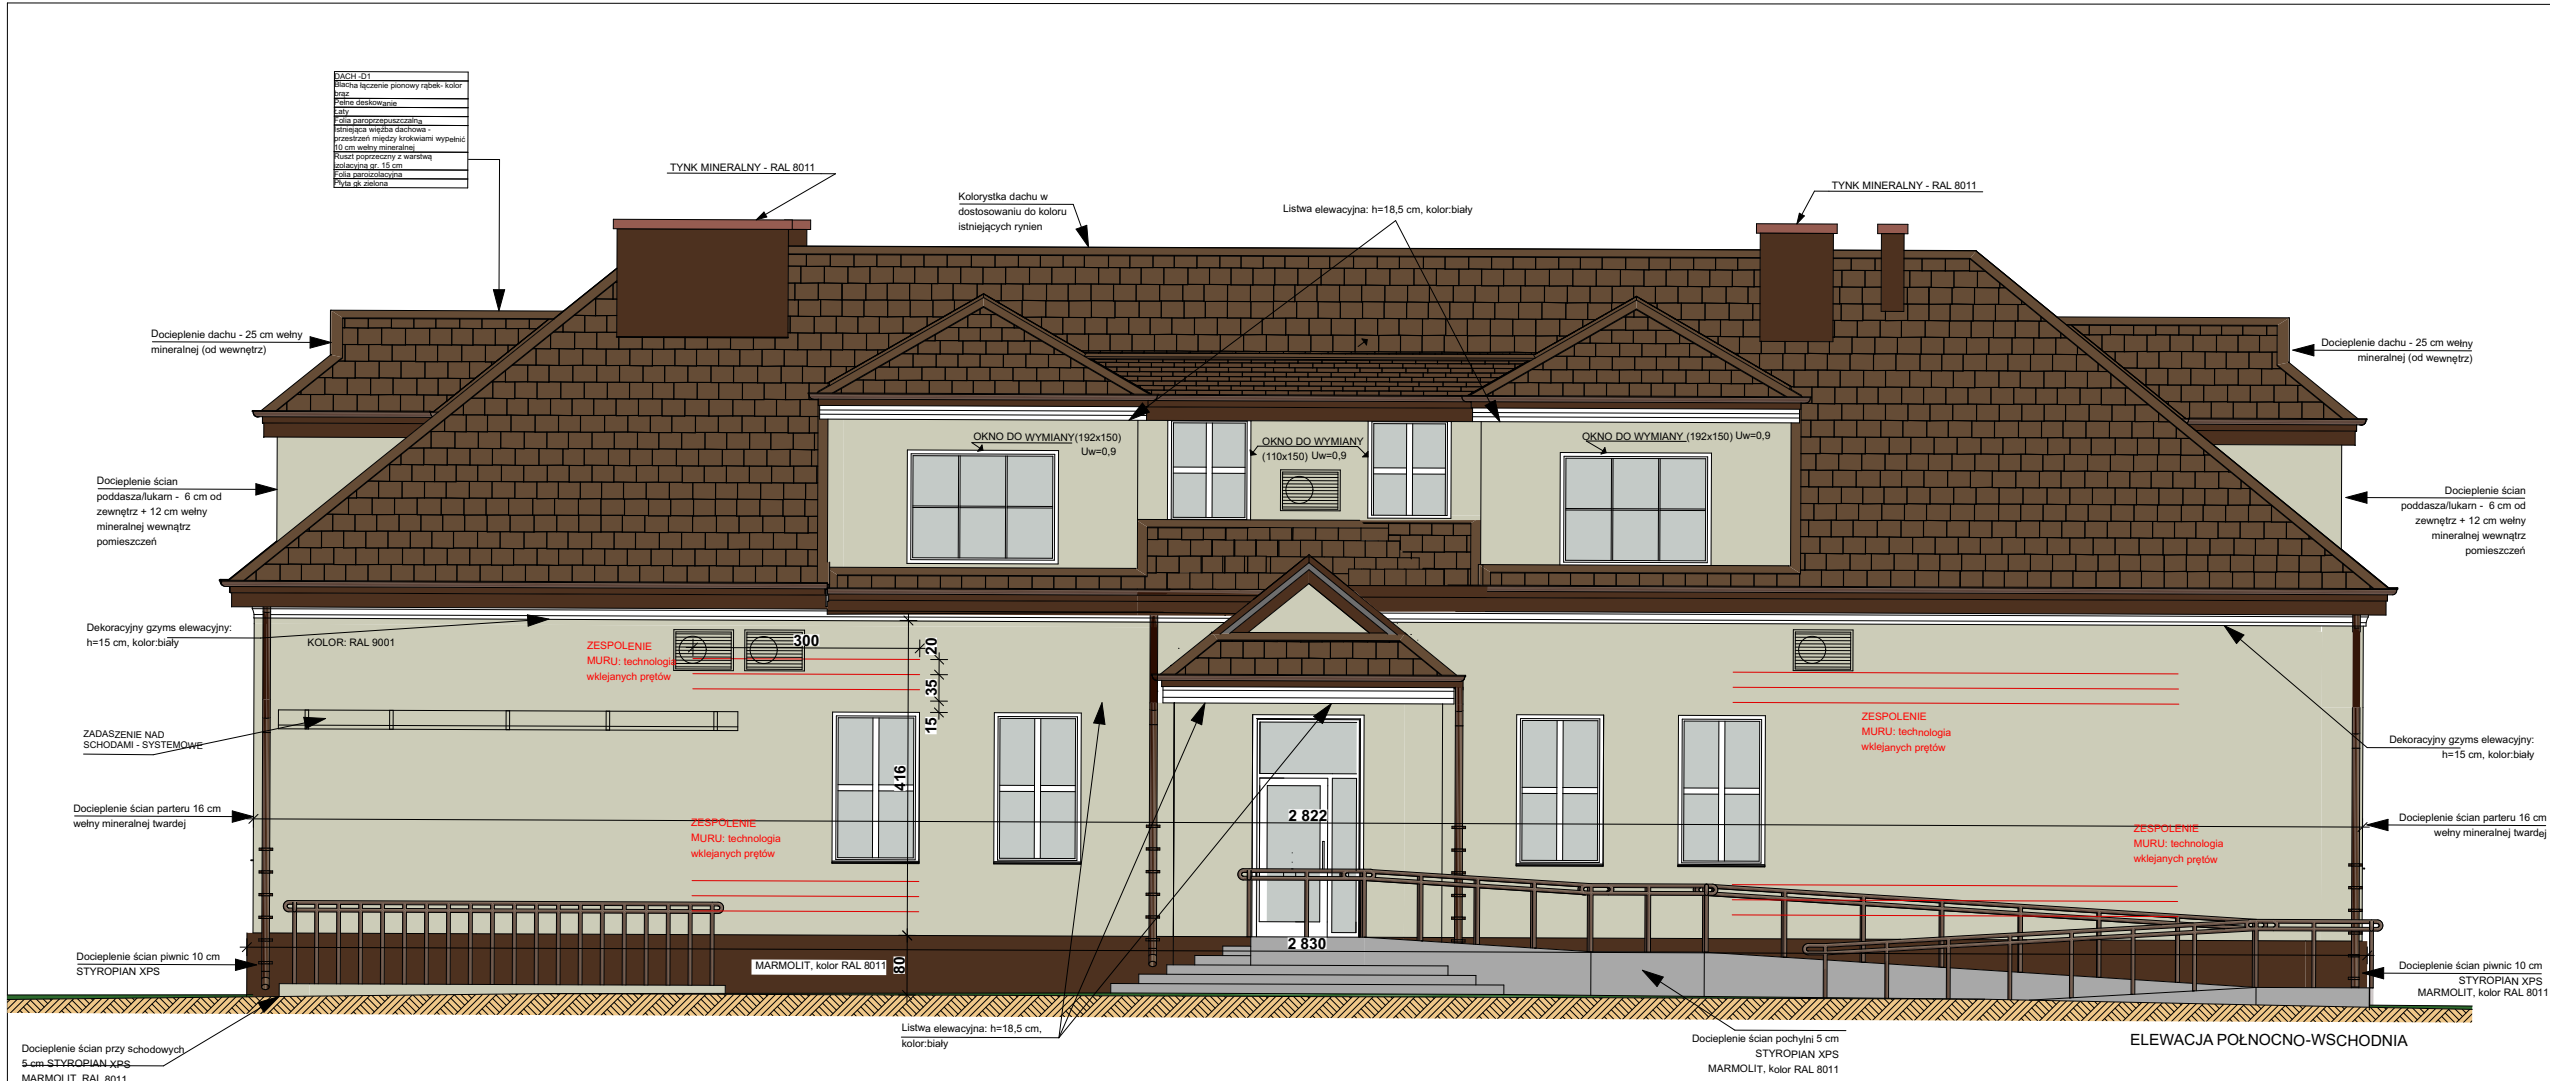 DACH -D1
Blacha łączenie pionowy rąbek- kolor
brąz
Pełne deskowanie
Łaty
Folia paroprzepuszczalna
Istniejąca więźba dachowa -
przestrzeń między krokwiami wypełnić
10 cm wełny mineralnej
Ruszt poprzeczny z warstwą
izolacyjną gr. 15 cm
Folia paroizolacyjna
Płyta gk zielona
TYNK MINERALNY - RAL 8011
Kolorystka dachu w
dostosowaniu do koloru
istniejących rynien
Listwa elewacyjna: h=18,5 cm, kolor:biały
TYNK MINERALNY - RAL 8011
Docieplenie dachu - 25 cm wełny
mineralnej (od wewnętrz)
Docieplenie dachu - 25 cm wełny
mineralnej (od wewnętrz)
OKNO DO WYMIANY(192x150)
Uw=0,9
OKNO DO WYMIANY
(110x150) Uw=0,9
OKNO DO WYMIANY (192x150) Uw=0,9
Docieplenie ścian
poddasza/lukarn - 6 cm od
zewnętrz + 12 cm wełny
mineralnej wewnątrz
pomieszczeń
Docieplenie ścian
poddasza/lukarn - 6 cm od
zewnętrz + 12 cm wełny
mineralnej wewnątrz
pomieszczeń
Dekoracyjny gzyms elewacyjny:
h=15 cm, kolor:biały
KOLOR: RAL 9001
ZESPOLENIE
MURU: technologia
wklejanych prętów
300
20
35
15
ZADASZENIE NAD
SCHODAMI - SYSTEMOWE
ZESPOLENIE
MURU: technologia
wklejanych prętów
Dekoracyjny gzyms elewacyjny:
h=15 cm, kolor:biały
416
Docieplenie ścian parteru 16 cm
wełny mineralnej twardej
ZESPOLENIE
MURU: technologia
wklejanych prętów
2 822
ZESPOLENIE
MURU: technologia
wklejanych prętów
Docieplenie ścian parteru 16 cm
wełny mineralnej twardej
2 830
Docieplenie ścian piwnic 10 cm
STYROPIAN XPS
MARMOLIT, kolor RAL 8011
80
Docieplenie ścian piwnic 10 cm
STYROPIAN XPS
MARMOLIT, kolor RAL 8011
Listwa elewacyjna: h=18,5 cm,
kolor:biały
Docieplenie ścian pochylni 5 cm
STYROPIAN XPS
MARMOLIT, kolor RAL 8011
ELEWACJA PÓŁNOCNO-WSCHODNIA
Docieplenie ścian przy schodowych
5 cm STYROPIAN XPS
MARMOLIT, RAL 8011